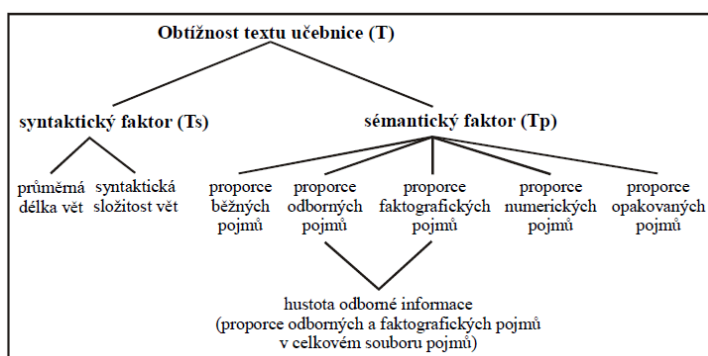 Obtížnost textu učebnice (T)
syntaktický faktor (Ts)
sémantický faktor (Tp)
průměrná
délka vět
syntaktická
složitost vět
proporce
běžných
pojmů
proporce
odborných
pojmů
proporce
faktografických
pojmů
proporce
numerických
pojmů
proporce
opakovaných
pojmů
hustota odborné informace
(proporce odborných a faktografických pojmů
v celkovém souboru pojmů)